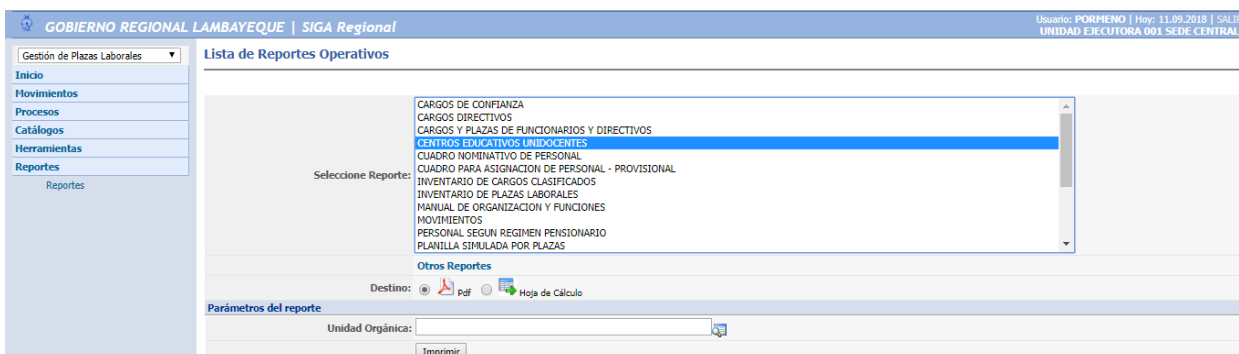 GOBIERNO REGIONAL LAMBAYEQUE | SIGA Regional
Usuario: PORMENO | Hoy: 11.09.2018 | SALIR
UNIDAD EJECUTORA 001 SEDE CENTRAL
Gestión de Plazas Laborales
Inicio
Movimientos
Procesos
Catálogos
Herramientas
Reportes
Reportes
Lista de Reportes Operativos
Seleccione Reporte:
CARGOS DE CONFIANZA
CARGOS DIRECTIVOS
CARGOS Y PLAZAS DE FUNCIONARIOS Y DIRECTIVOS
CENTROS EDUCATIVOS UNIDOCENTES
CUADRO NOMINATIVO DE PERSONAL
CUADRO PARA ASIGNACION DE PERSONAL - PROVISIONAL
INVENTARIO DE CARGOS CLASIFICADOS
INVENTARIO DE PLAZAS LABORALES
MANUAL DE ORGANIZACION Y FUNCIONES
MOVIMIENTOS
PERSONAL SEGUN REGIMEN PENSIONARIO
PLANILLA SIMULADA POR PLAZAS
Otros Reportes
Destino: Pdf Hoja de Cálculo
Parámetros del reporte
Unidad Orgánica:
Imprimir